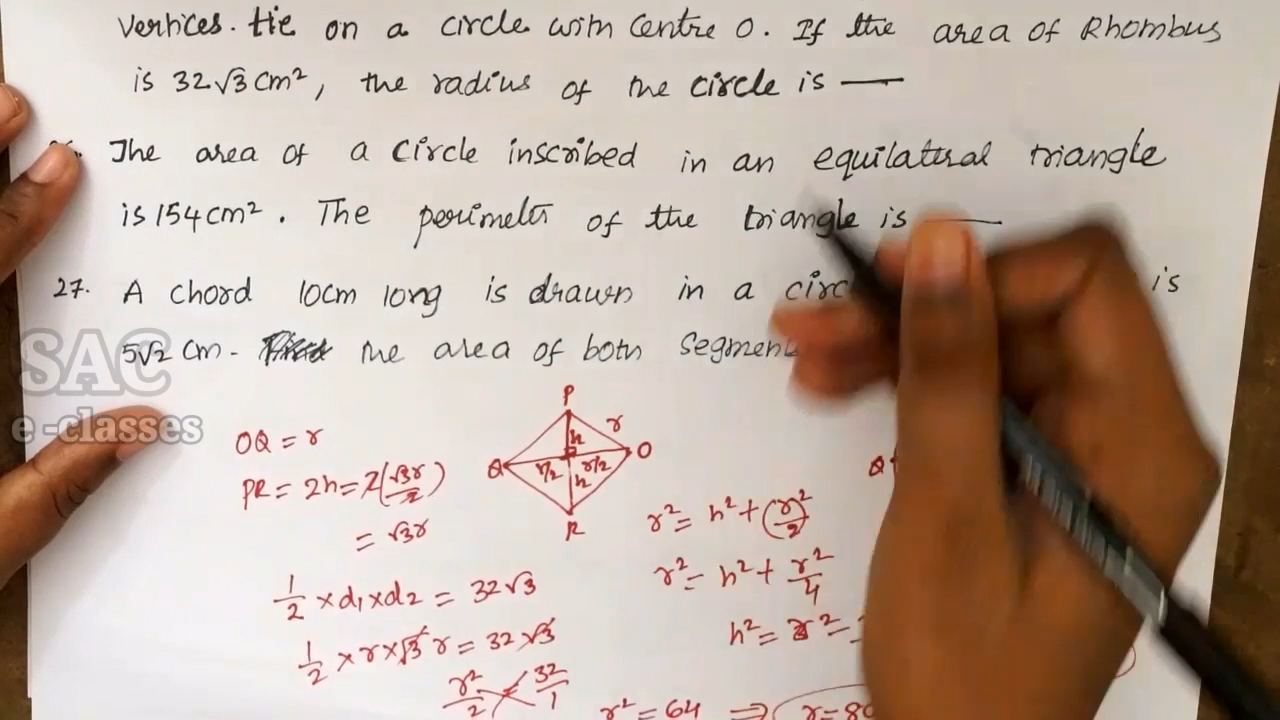 vertices. lie on a circle with centre O. If the area of Rhombus
is 32√3 cm², the radius of the circle is —
The area of a circle inscribed in an equilateral triangle
is 154 cm². The perimeter of the triangle is —
27. A chord 10cm long is drawn in a circ is
5√2 cm. the area of both segmen
SAC
e-classes
OQ = r
PR = 2h = 2(√3r/2)
= √3r
P
r
h
Q
O
r/2
r/2
h
R
r² = h² + (r/2)²
r² = h² + r²/4
h² = r² -
1/2 × d₁ × d₂ = 32√3
1/2 × r × √3 r = 32√3
r²/2 = 32/1
r² = 64 ⇒ r = 8
Q